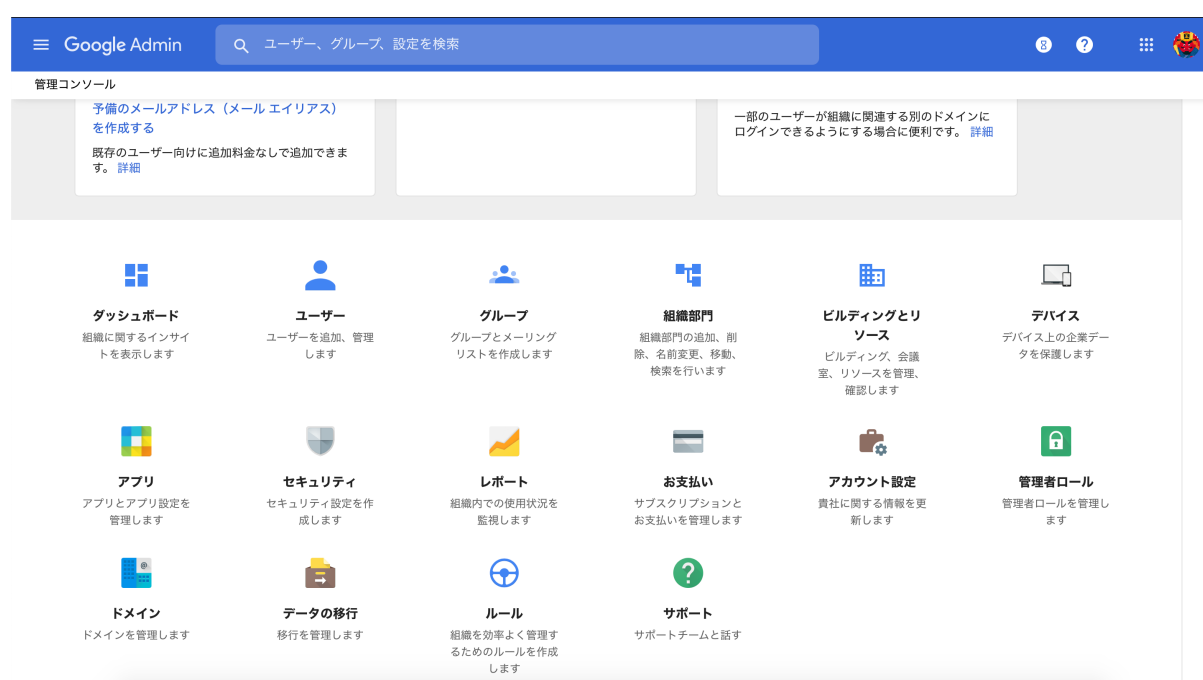 Google Admin
ユーザー、グループ、設定を検索
管理コンソール
予備のメールアドレス（メール エイリアス）
を作成する
既存のユーザー向けに追加料金なしで追加できま
す。 詳細
一部のユーザーが組織に関連する別のドメインに
ログインできるようにする場合に便利です。 詳細
ダッシュボード
組織に関するインサイ
トを表示します
ユーザー
ユーザーを追加、管理
します
グループ
グループとメーリング
リストを作成します
組織部門
組織部門の追加、削
除、名前変更、移動、
検索を行います
ビルディングとリ
ソース
ビルディング、会議
室、リソースを管理、
確認します
デバイス
デバイス上の企業デー
タを保護します
アプリ
アプリとアプリ設定を
管理します
セキュリティ
セキュリティ設定を作
成します
レポート
組織内での使用状況を
監視します
お支払い
サブスクリプションと
お支払いを管理します
アカウント設定
貴社に関する情報を更
新します
管理者ロール
管理者ロールを管理し
ます
ドメイン
ドメインを管理します
データの移行
移行を管理します
ルール
組織を効率よく管理す
るためのルールを作成
します
サポート
サポートチームと話す